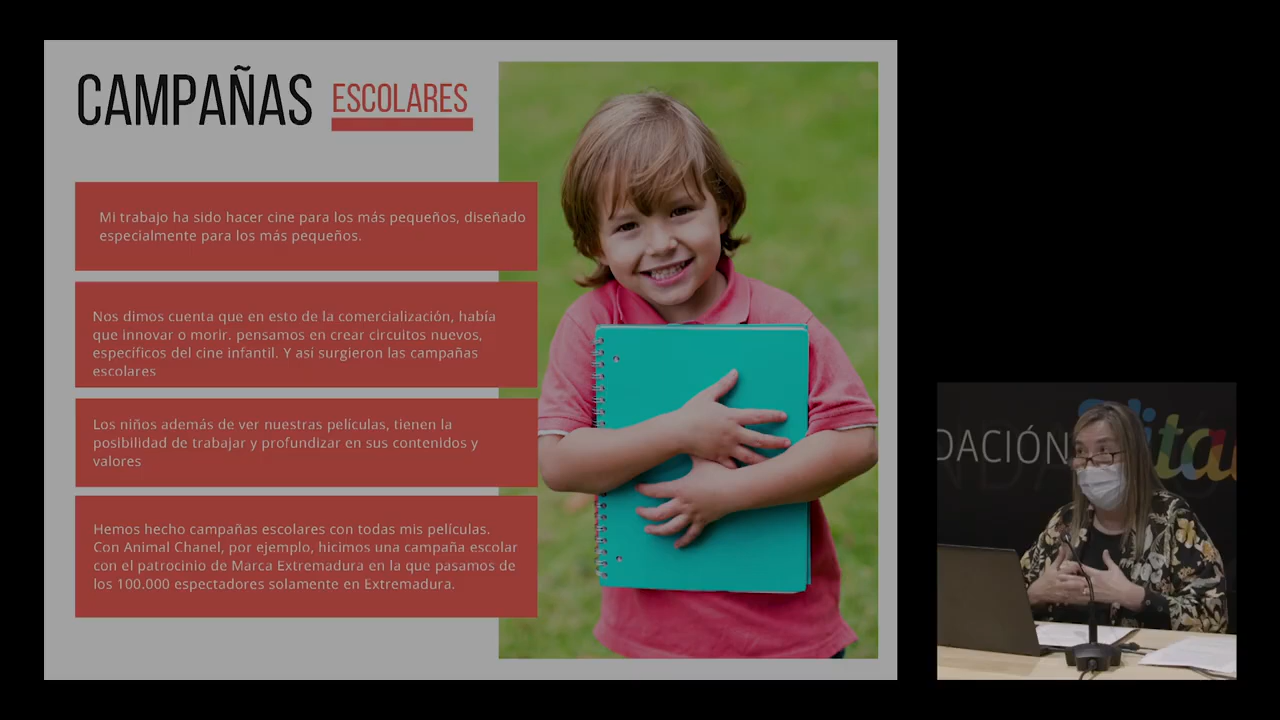 CAMPAÑAS ESCOLARES
Mi trabajo ha sido hacer cine para los más pequeños, diseñado
especialmente para los más pequeños.
Nos dimos cuenta que en esto de la comercialización, había
que innovar o morir. pensamos en crear circuitos nuevos,
específicos del cine infantil. Y así surgieron las campañas
escolares
Los niños además de ver nuestras películas, tienen la
posibilidad de trabajar y profundizar en sus contenidos y
valores
Hemos hecho campañas escolares con todas mis películas.
Con Animal Chanel, por ejemplo, hicimos una campaña escolar
con el patrocinio de Marca Extremadura en la que pasamos de
los 100.000 espectadores solamente en Extremadura.
DACIÓN